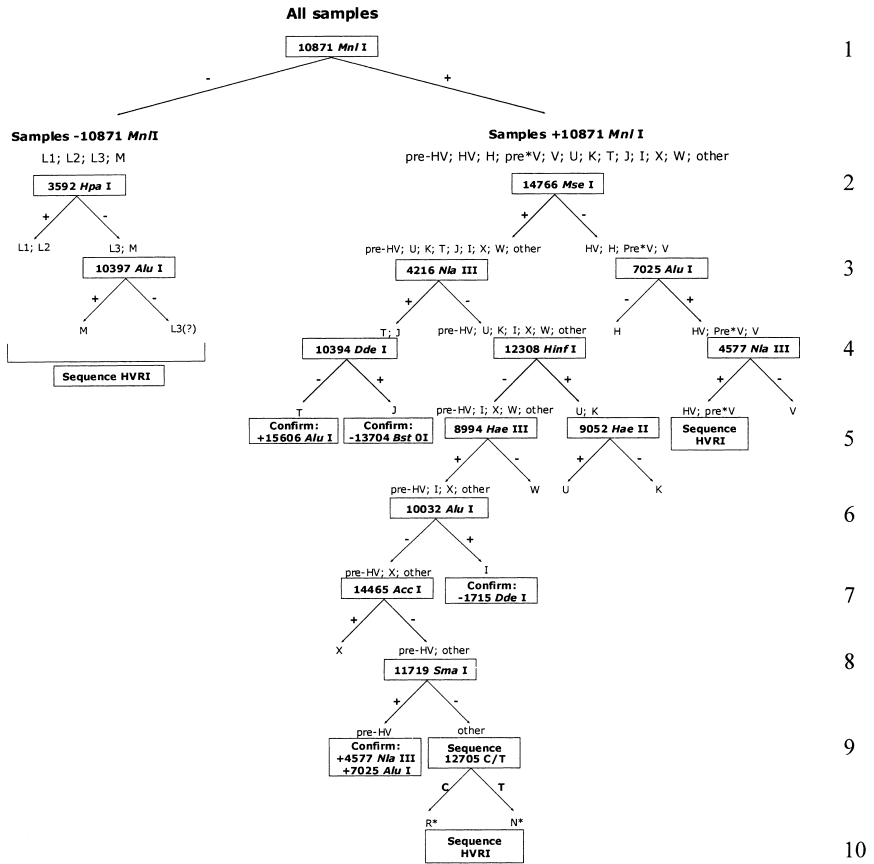 All samples
10871 Mnl I
1
-
+
Samples -10871 MnlI
Samples +10871 Mnl I
L1; L2; L3; M
pre-HV; HV; H; pre*V; V; U; K; T; J; I; X; W; other
3592 Hpa I
14766 Mse I
2
+
-
+
-
L1; L2
L3; M
pre-HV; U; K; T; J; I; X; W; other
HV; H; Pre*V; V
10397 Alu I
4216 Nla III
7025 Alu I
3
+
-
+
-
-
+
M
L3(?)
T; J
pre-HV; U; K; I; X; W; other
H
HV; Pre*V; V
10394 Dde I
12308 Hinf I
4577 Nla III
4
Sequence HVRI
-
+
-
+
+
-
T
J
pre-HV; I; X; W; other
U; K
HV; pre*V
V
Confirm:
+15606 Alu I
Confirm:
-13704 Bst 0I
8994 Hae III
9052 Hae II
Sequence
HVRI
5
+
-
+
-
pre-HV; I; X; other
W
U
K
10032 Alu I
6
-
+
pre-HV; X; other
I
14465 Acc I
Confirm:
-1715 Dde I
7
+
-
X
pre-HV; other
11719 Sma I
8
+
-
pre-HV
other
Confirm:
+4577 Nla III
+7025 Alu I
Sequence
12705 C/T
9
C
T
R*
N*
Sequence
HVRI
10